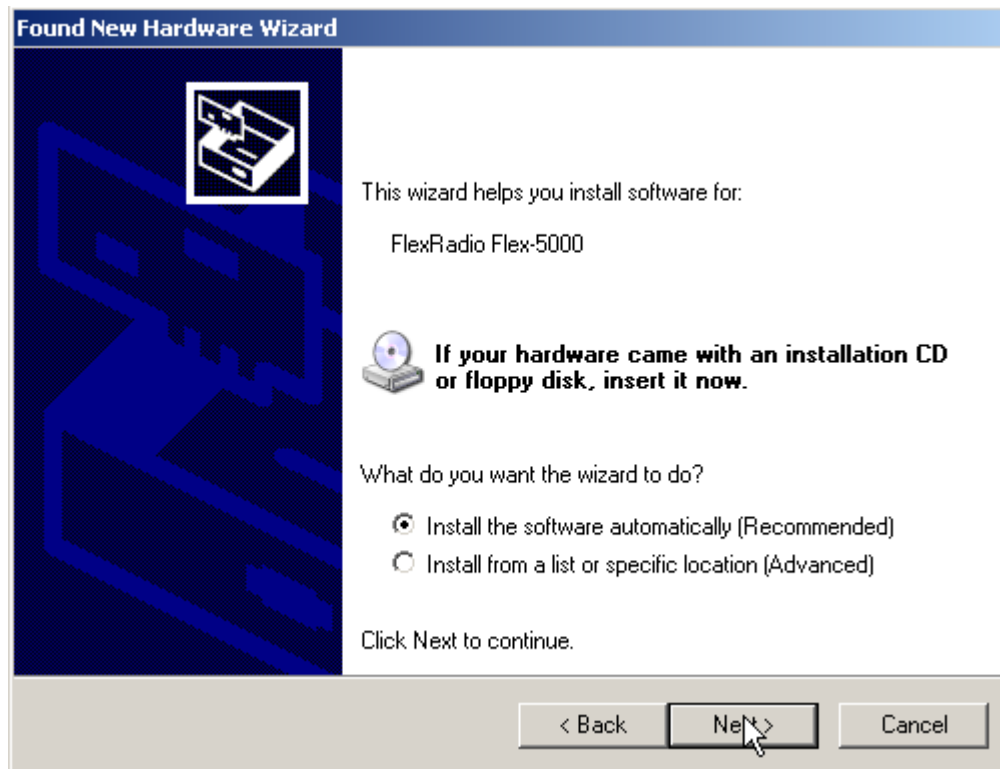 Found New Hardware Wizard
This wizard helps you install software for:
FlexRadio Flex-5000
If your hardware came with an installation CD
or floppy disk, insert it now.
What do you want the wizard to do?
Install the software automatically (Recommended)
Install from a list or specific location (Advanced)
Click Next to continue.
< Back
Next >
Cancel